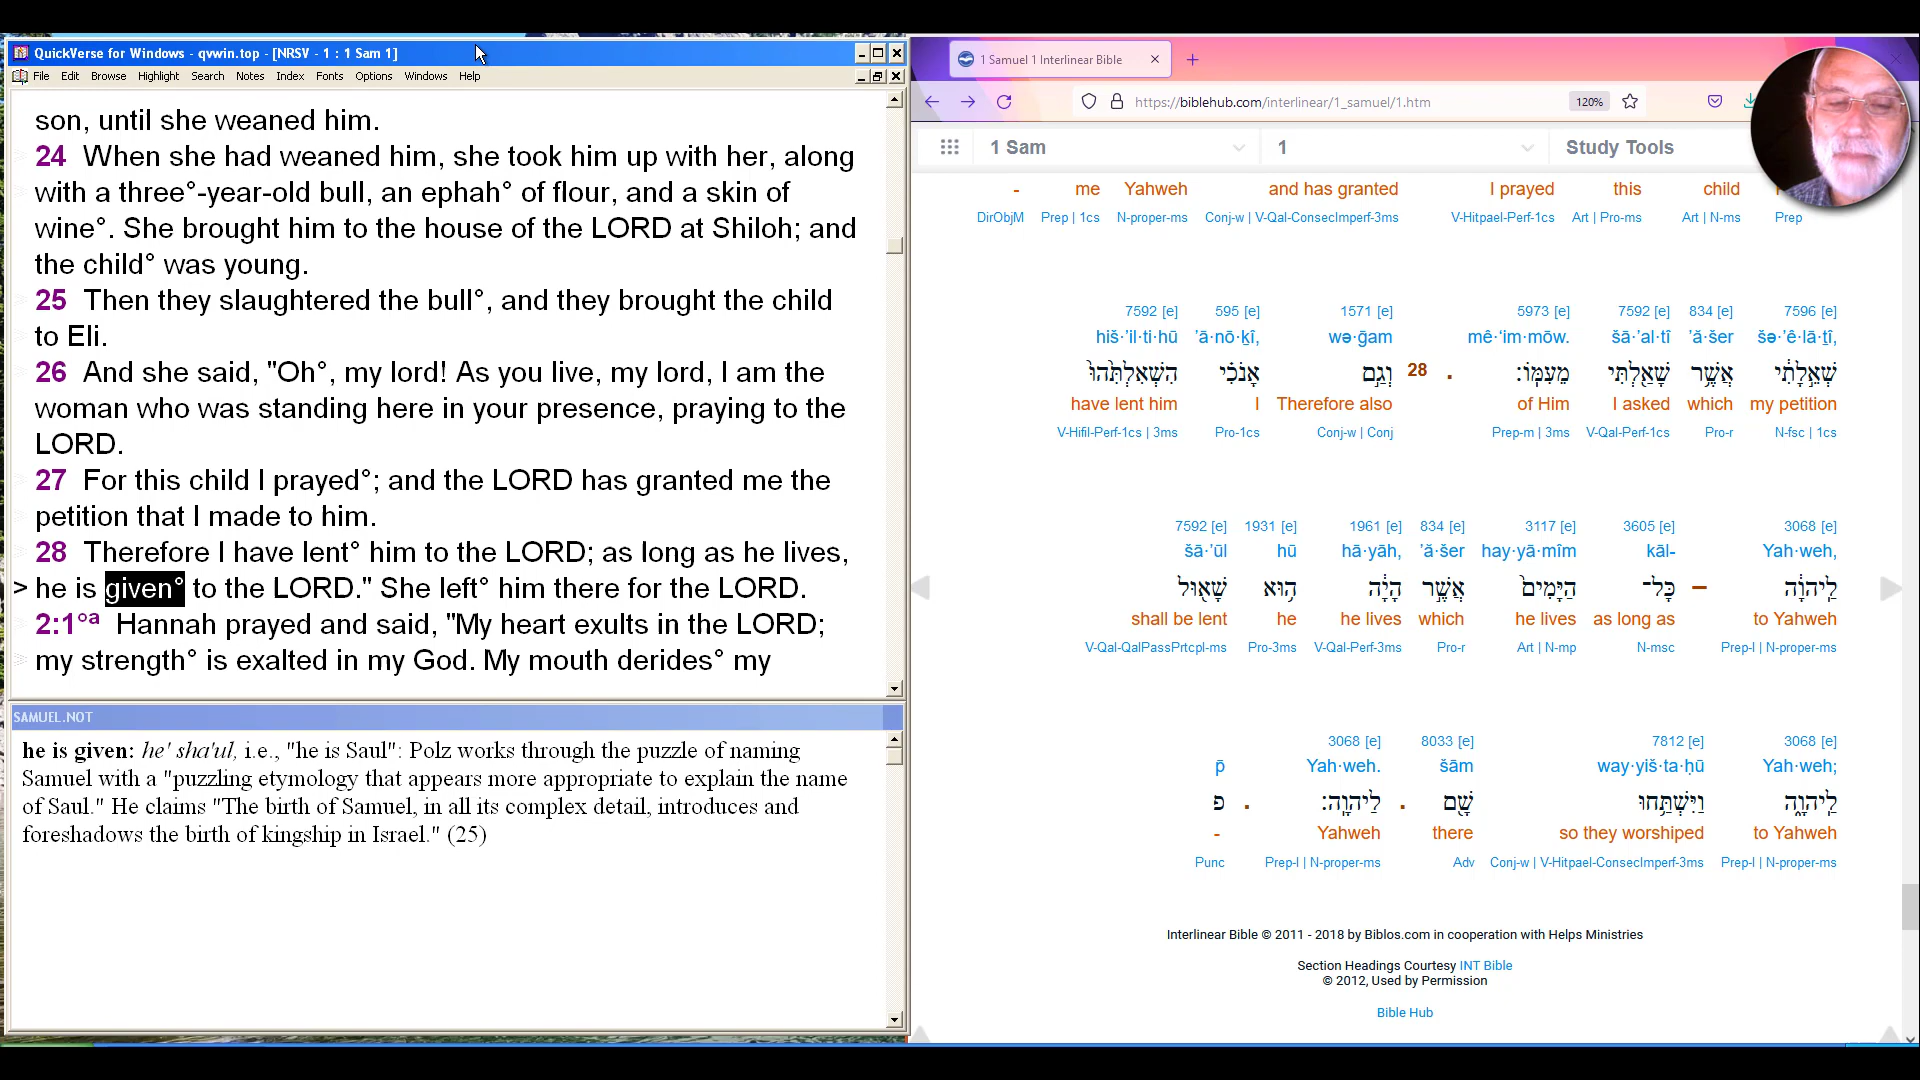 QuickVerse for Windows - qvwin.top - [NRSV - 1 : 1 Sam 1]
File Edit Browse Highlight Search Notes Index Fonts Options Windows Help
son, until she weaned him.
24 When she had weaned him, she took him up with her, along
with a three°-year-old bull, an ephah° of flour, and a skin of
wine°. She brought him to the house of the LORD at Shiloh; and
the child° was young.
25 Then they slaughtered the bull°, and they brought the child
to Eli.
26 And she said, "Oh°, my lord! As you live, my lord, I am the
woman who was standing here in your presence, praying to the
LORD.
27 For this child I prayed°; and the LORD has granted me the
petition that I made to him.
28 Therefore I have lent° him to the LORD; as long as he lives,
> he is given° to the LORD." She left° him there for the LORD.
2:1°a Hannah prayed and said, "My heart exults in the LORD;
my strength° is exalted in my God. My mouth derides° my
SAMUEL.NOT
he is given: he' sha'ul, i.e., "he is Saul": Polz works through the puzzle of naming
Samuel with a "puzzling etymology that appears more appropriate to explain the name
of Saul." He claims "The birth of Samuel, in all its complex detail, introduces and
foreshadows the birth of kingship in Israel." (25)
1 Samuel 1 Interlinear Bible
https://biblehub.com/interlinear/1_samuel/1.htm 120%
1 Sam 1 Study Tools
- me Yahweh and has granted I prayed this child
DirObjM Prep | 1cs N-proper-ms Conj-w | V-Qal-ConsecImperf-3ms V-Hitpael-Perf-1cs Art | Pro-ms Art | N-ms Prep
7592 [e] 595 [e] 1571 [e] 5973 [e] 7592 [e] 834 [e] 7596 [e]
hiš·’il·ti·hū ’ā·nō·ḵî, wə·ḡam mê·‘im·mōw. šā·’al·tî ’ă·šer šə·’ê·lā·ṯî,
הִשְׁאִלְתִּ֙הוּ֙ אָנֹכִ֗י וְגַ֣ם 28 . מֵעִמּֽוֹ׃ שָׁאַ֖לְתִּי אֲשֶׁ֥ר שְׁאֵ֣לָתִ֔י
have lent him I Therefore also of Him I asked which my petition
V-Hifil-Perf-1cs | 3ms Pro-1cs Conj-w | Conj Prep-m | 3ms V-Qal-Perf-1cs Pro-r N-fsc | 1cs
7592 [e] 1931 [e] 1961 [e] 834 [e] 3117 [e] 3605 [e] 3068 [e]
šā·’ūl hū hā·yāh, ’ă·šer hay·yā·mîm kāl- Yah·weh,
שָׁא֖וּל ה֥וּא הָיָ֔ה אֲשֶׁ֣ר הַיָּמִים֙ כָּל־ – לַֽיהוָ֔ה
shall be lent he he lives which he lives as long as to Yahweh
V-Qal-QalPassPrtcpl-ms Pro-3ms V-Qal-Perf-3ms Pro-r Art | N-mp N-msc Prep-l | N-proper-ms
3068 [e] 8033 [e] 7812 [e] 3068 [e]
p̄ Yah·weh. šām way·yiš·ta·ḥū Yah·weh;
פ . לַיהוָֽה׃ . שָׁ֖ם וַיִּשְׁתַּ֥חוּ לַֽיהוָ֑ה
- Yahweh there so they worshiped to Yahweh
Punc Prep-l | N-proper-ms Adv Conj-w | V-Hitpael-ConsecImperf-3ms Prep-l | N-proper-ms
Interlinear Bible © 2011 - 2018 by Biblos.com in cooperation with Helps Ministries
Section Headings Courtesy INT Bible
© 2012, Used by Permission
Bible Hub